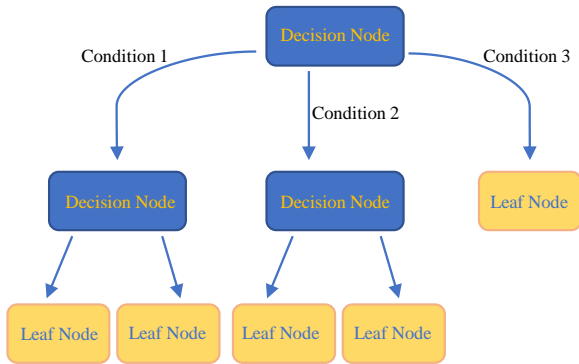 Decision Node
Condition 1
Condition 3
Condition 2
Decision Node
Decision Node
Leaf Node
Leaf Node
Leaf Node
Leaf Node
Leaf Node